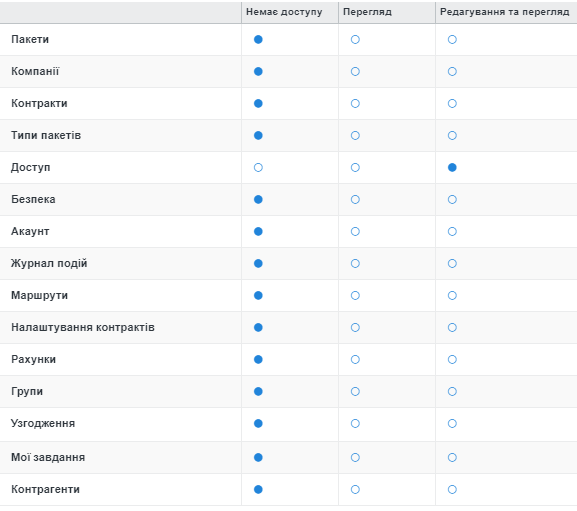 Немає доступу Перегляд Редагування та перегляд
Пакети
Компанії
Контракти
Типи пакетів
Доступ
Безпека
Акаунт
Журнал подій
Маршрути
Налаштування контрактів
Рахунки
Групи
Узгодження
Мої завдання
Контрагенти